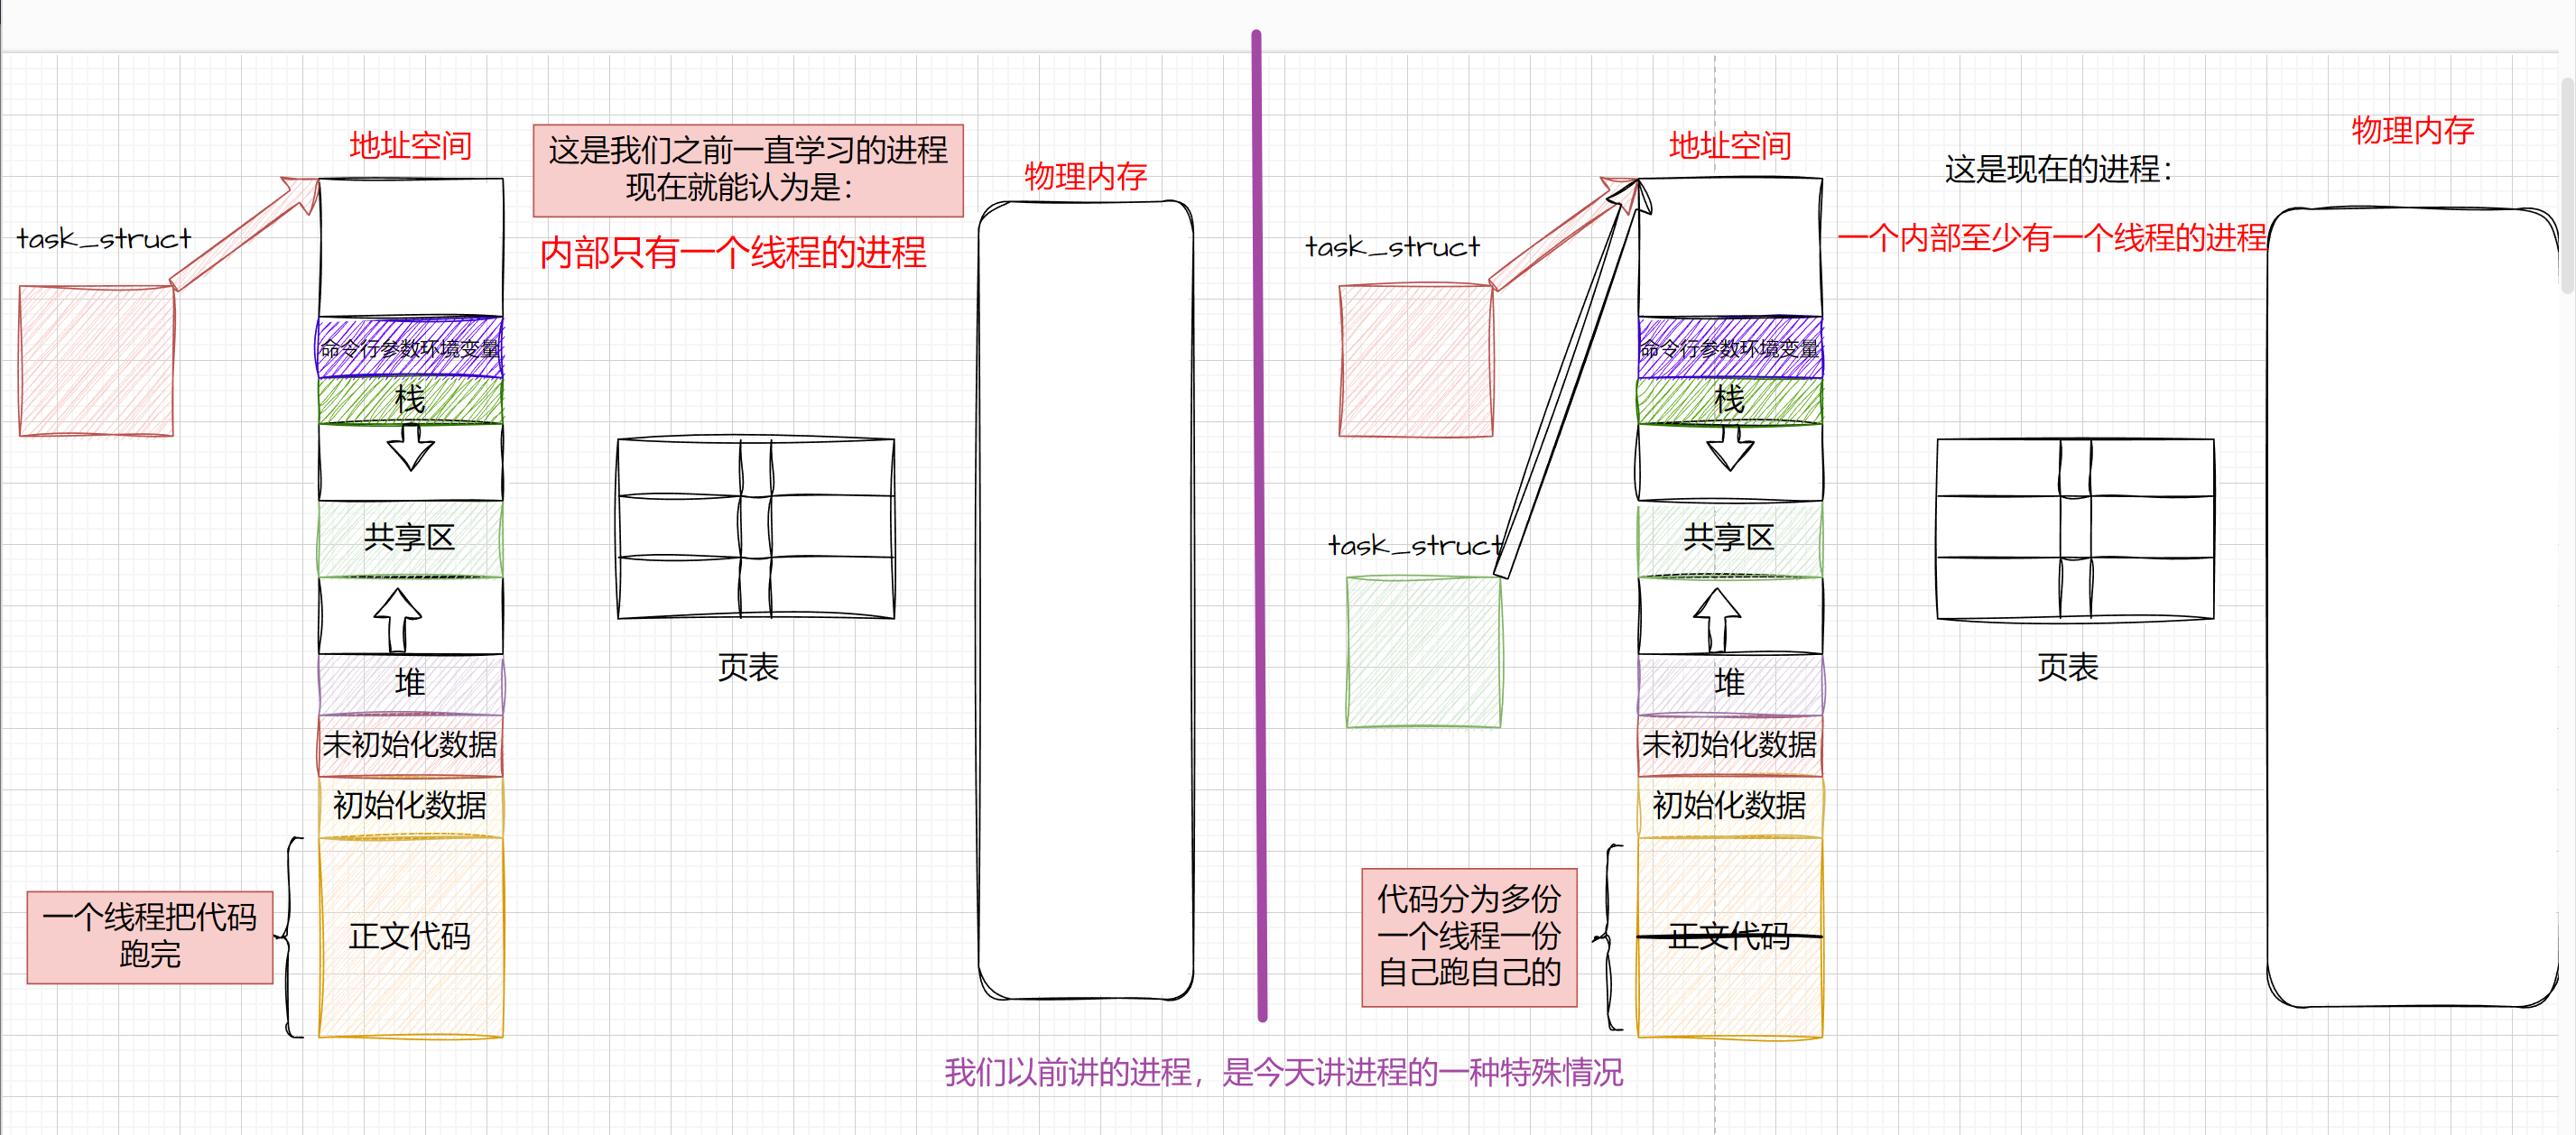 地址空间
这是我们之前一直学习的进程
现在就能认为是：
内部只有一个线程的进程
物理内存
task_struct
命令行参数环境变量
栈
共享区
堆
未初始化数据
初始化数据
正文代码
页表
一个线程把代码
跑完
地址空间
这是现在的进程：
一个内部至少有一个线程的进程
物理内存
task_struct
命令行参数环境变量
栈
共享区
task_struct
堆
未初始化数据
初始化数据
正文代码
页表
代码分为多份
一个线程一份
自己跑自己的
我们以前讲的进程，是今天讲进程的一种特殊情况